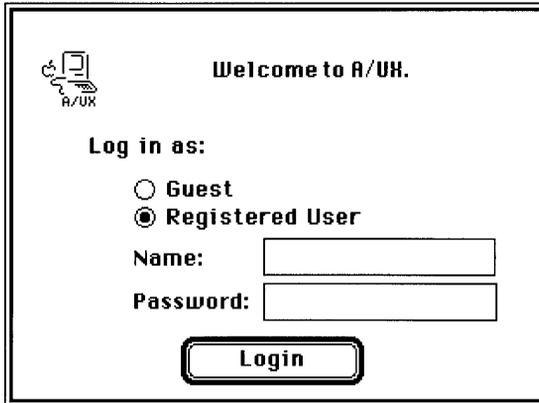 A/UX
Welcome to A/UX.
Log in as:
Guest
Registered User
Name:
Password:
Login